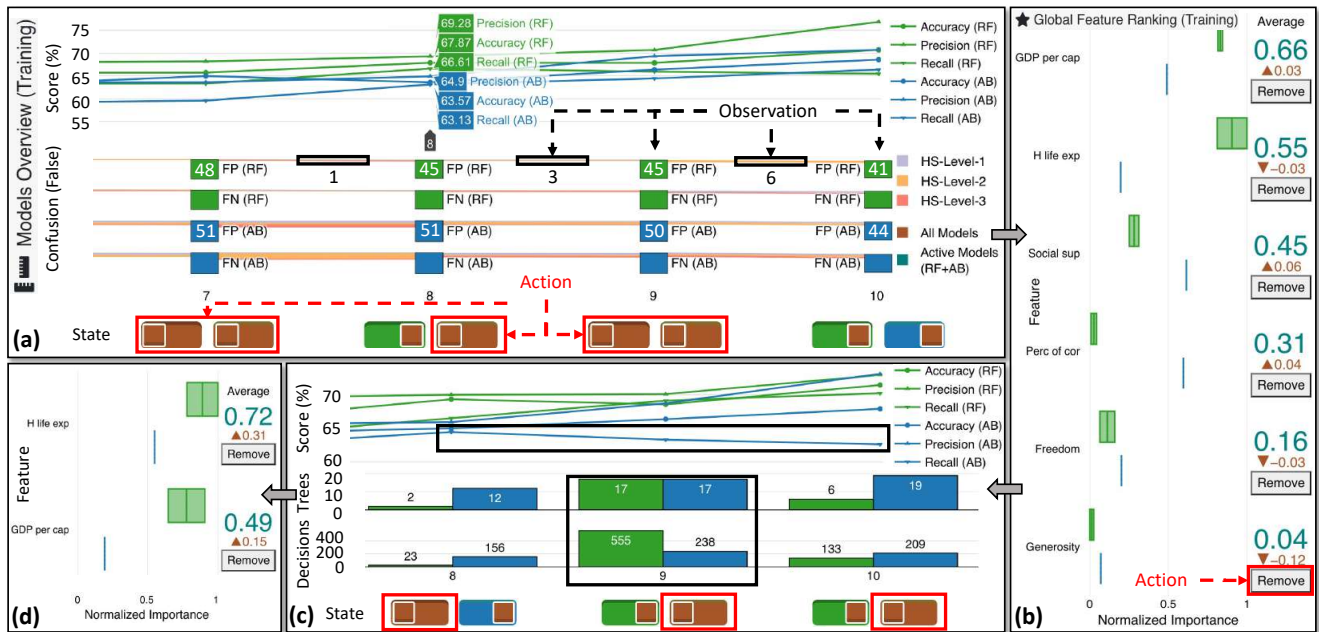 Models Overview (Training)
Score (%)
75
70
65
60
55
69.28 Precision (RF)
67.87 Accuracy (RF)
66.61 Recall (RF)
64.9 Precision (AB)
63.57 Accuracy (AB)
63.13 Recall (AB)
8
Accuracy (RF)
Precision (RF)
Recall (RF)
Accuracy (AB)
Precision (AB)
Recall (AB)
Observation
Confusion (False)
48 FP (RF) 1 45 FP (RF) 3 45 FP (RF) 6 FP (RF) 41
FN (RF) FN (RF) FN (RF) FN (RF)
51 FP (AB) 51 FP (AB) 50 FP (AB) FP (AB) 44
FN (AB) FN (AB) FN (AB) FN (AB)
HS-Level-1
HS-Level-2
HS-Level-3
All Models
Active Models
(RF+AB)
7 8 9 10
Action
(a) State
Global Feature Ranking (Training)
Average
GDP per cap
0.66
▲0.03
Remove
H life exp
0.55
▼-0.03
Remove
Social sup
0.45
▲0.06
Remove
Feature
Perc of cor
0.31
▲0.04
Remove
Freedom
0.16
▼-0.03
Remove
Generosity
0.04
▼-0.12
Action
Remove
0 0.5 1
(b) Normalized Importance
Score (%)
70
65
60
Accuracy (RF)
Precision (RF)
Recall (RF)
Accuracy (AB)
Precision (AB)
Recall (AB)
Trees
20
10
0
2 12 17 17 6 19
Decisions
400
200
0
23 156 555 238 133 209
8 9 10
(c) State
Average
H life exp
0.72
▲0.31
Remove
Feature
GDP per cap
0.49
▲0.15
Remove
0 0.5 1
(d) Normalized Importance